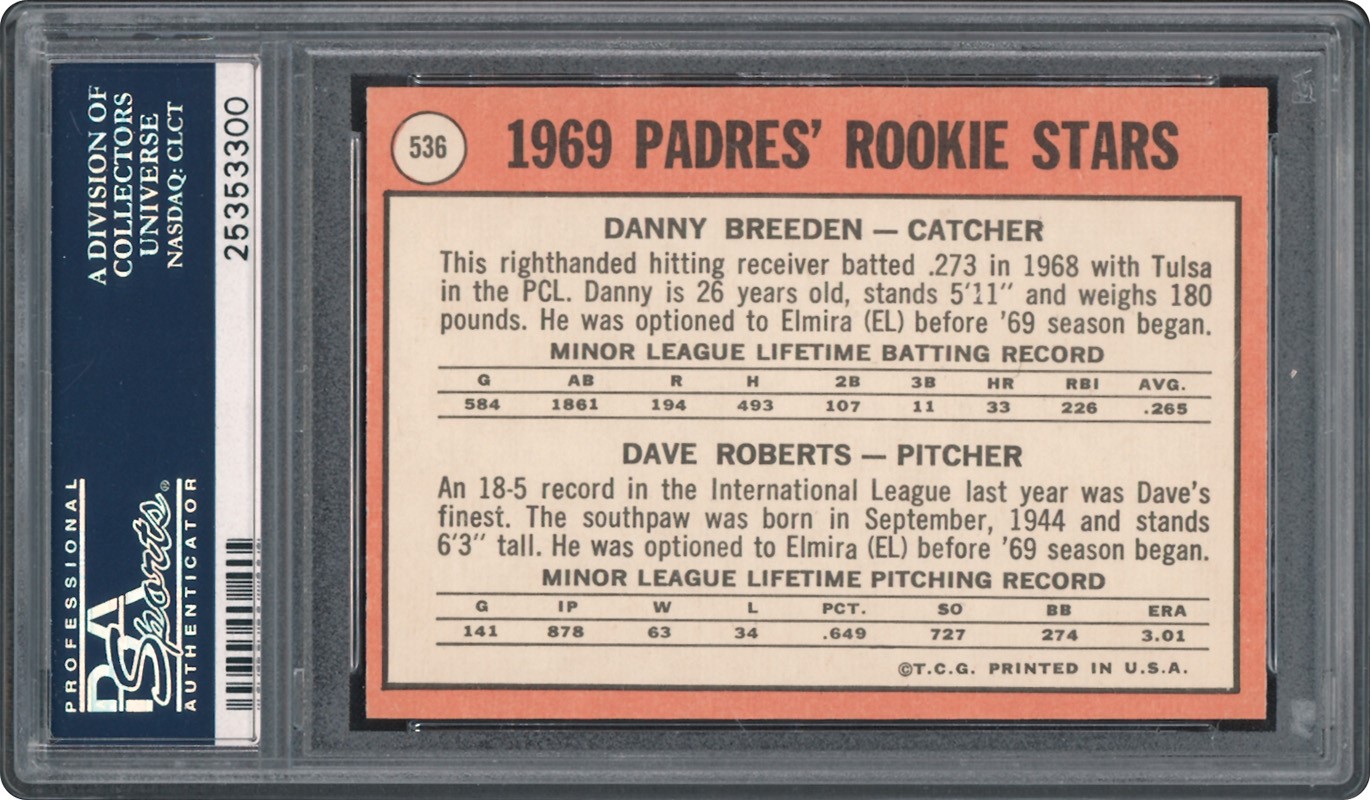 A DIVISION OF
COLLECTORS
UNIVERSE
NASDAQ: CLCT
25353300
PROFESSIONAL
PSA
Sports®
AUTHENTICATOR
536
1969 PADRES' ROOKIE STARS
DANNY BREEDEN — CATCHER
This righthanded hitting receiver batted .273 in 1968 with Tulsa
in the PCL. Danny is 26 years old, stands 5'11" and weighs 180
pounds. He was optioned to Elmira (EL) before '69 season began.
MINOR LEAGUE LIFETIME BATTING RECORD
G AB R H 2B 3B HR RBI AVG.
584 1861 194 493 107 11 33 226 .265
DAVE ROBERTS — PITCHER
An 18-5 record in the International League last year was Dave's
finest. The southpaw was born in September, 1944 and stands
6'3" tall. He was optioned to Elmira (EL) before '69 season began.
MINOR LEAGUE LIFETIME PITCHING RECORD
G IP W L PCT. SO BB ERA
141 878 63 34 .649 727 274 3.01
©T.C.G. PRINTED IN U.S.A.